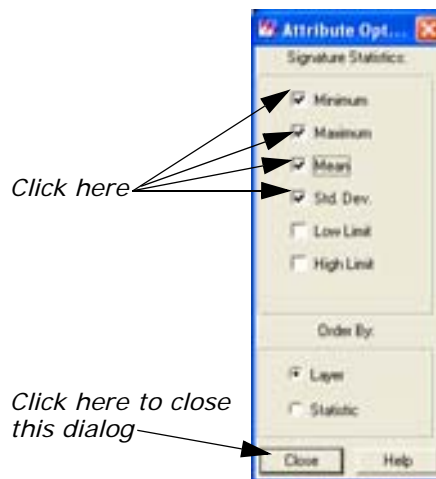 Attribute Opt...
Signature Statistics:
Minimum
Maximum
Click here
Mean
Std. Dev.
Low Limit
High Limit
Order By:
Layer
Statistic
Click here to close
this dialog
Close
Help